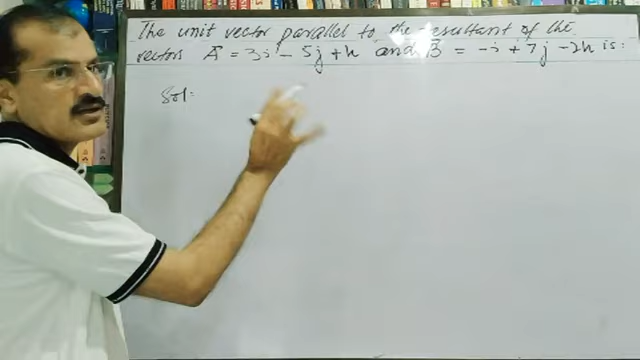 The unit vector parallel to the resultant of the
vectors A = 3i - 5j + k and B = -i + 7j - 2k is:
Sol: